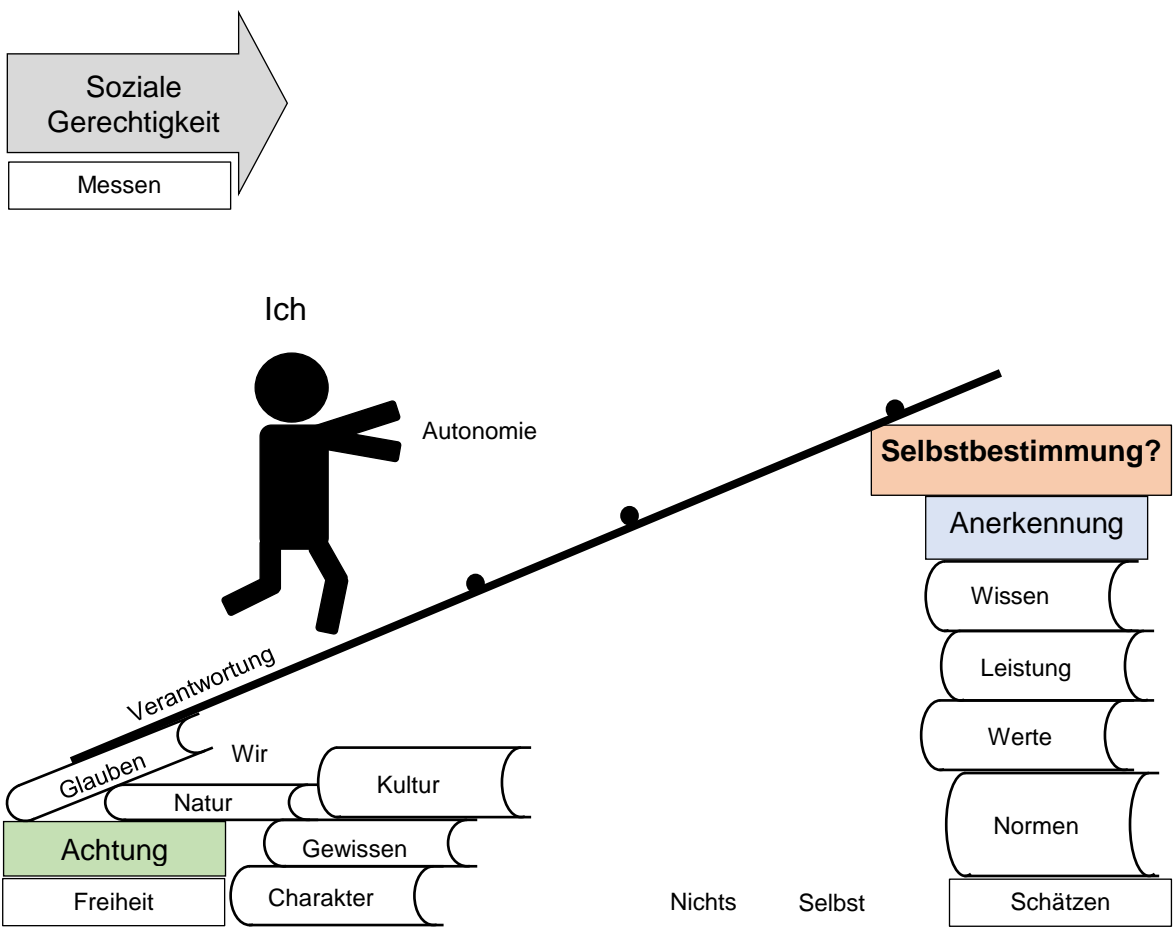 Soziale
Gerechtigkeit
Messen
Ich
Autonomie
Selbstbestimmung?
Anerkennung
Wissen
Leistung
Verantwortung
Werte
Wir
Glauben
Kultur
Natur
Normen
Achtung
Gewissen
Freiheit
Charakter
Nichts
Selbst
Schätzen